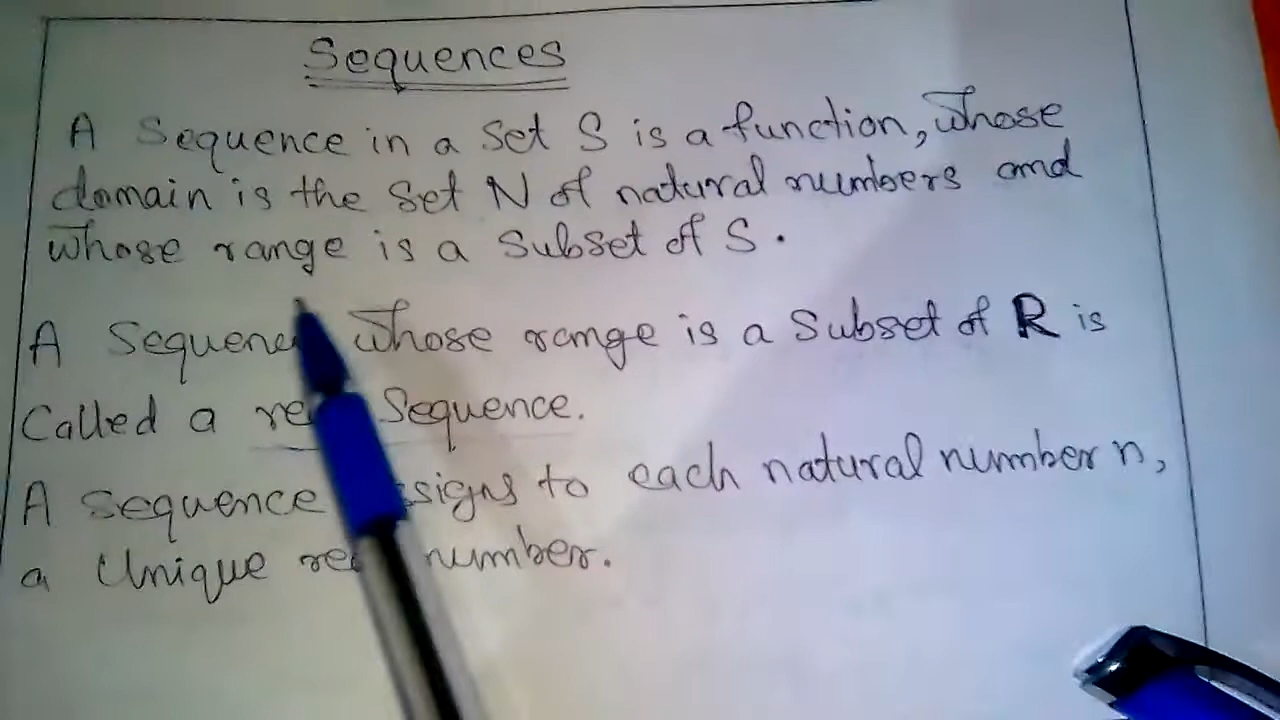 Sequences
A Sequence in a Set S is a function, whose
domain is the Set N of natural numbers and
whose range is a Subset of S.
A Sequence whose range is a Subset of R is
Called a Sequence.
A Sequence to each natural number n,
a Unique number.